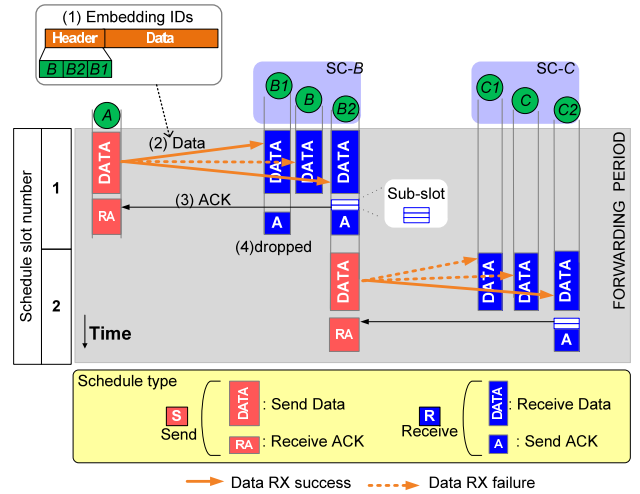 (1) Embedding IDs
Header Data
B B2 B1
SC-B
SC-C
A
B1
B
B2
C1
C
C2
Schedule slot number
1
2
FORWARDING PERIOD
DATA
(2) Data
DATA
DATA
DATA
RA
(3) ACK
A
A
Sub-slot
(4)dropped
DATA
DATA
DATA
DATA
RA
A
Time
Schedule type
S
Send
DATA
: Send Data
RA
: Receive ACK
R
Receive
DATA
: Receive Data
A
: Send ACK
Data RX success
Data RX failure